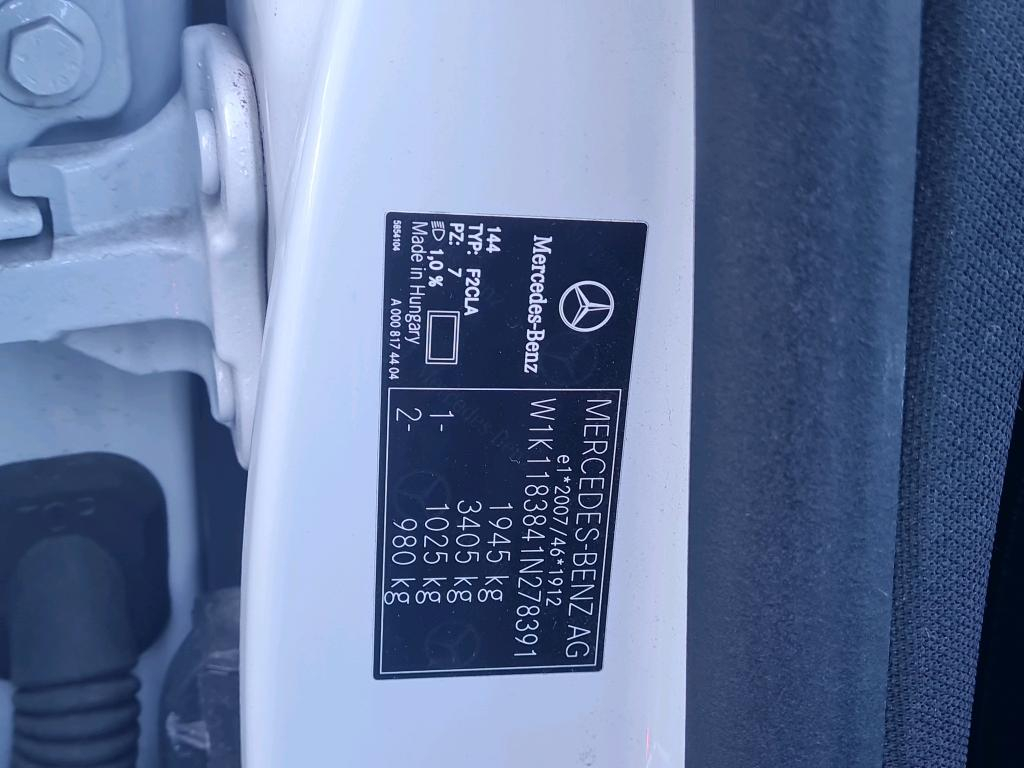 Mercedes-Benz
144
TYP: F2CLA
PZ: 7
1,0 %
Made in Hungary
5854104
A 000 817 44 04
MERCEDES-BENZ AG
e1*2007/46*1912
W1K1183841N278391
1945 kg
3405 kg
1- 1025 kg
2- 980 kg